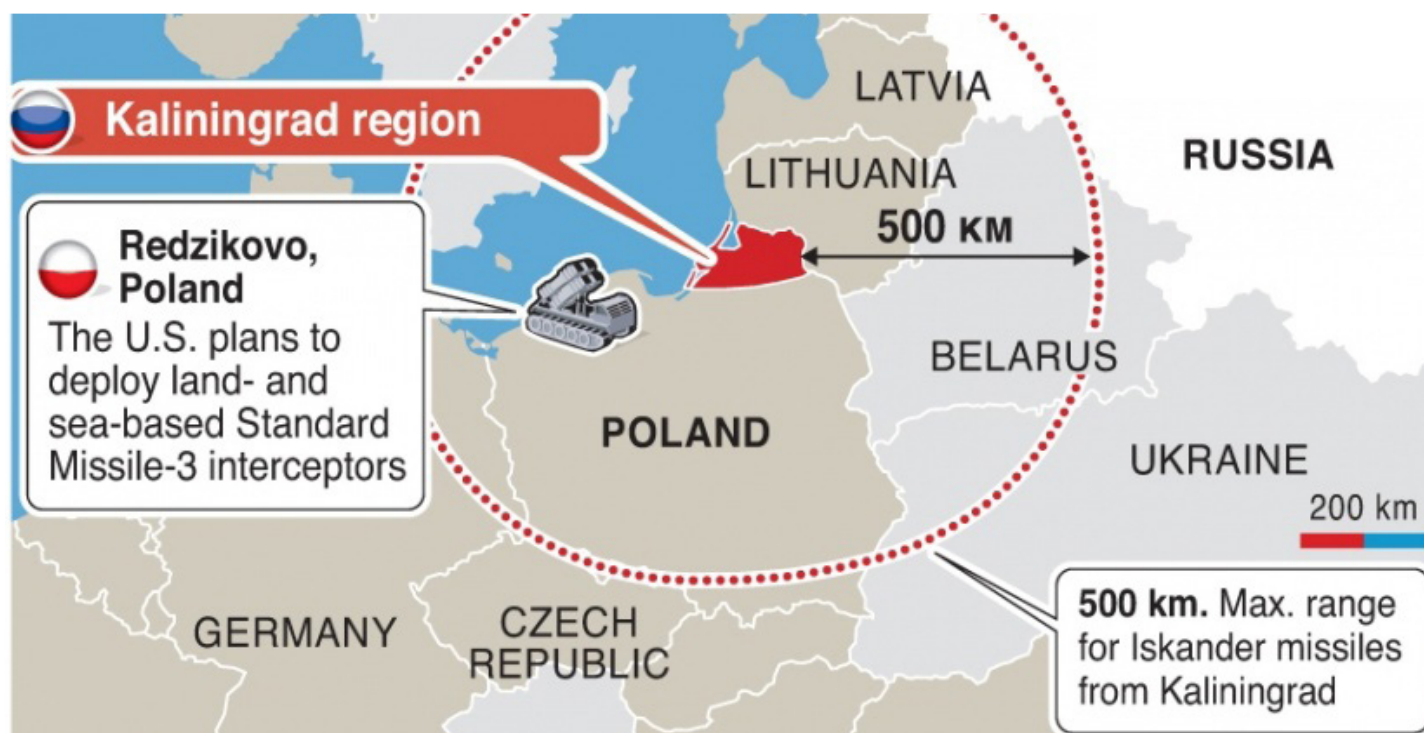 LATVIA
Kaliningrad region
RUSSIA
LITHUANIA
500 KM
Redzikovo,
Poland
The U.S. plans to
deploy land- and
sea-based Standard
Missile-3 interceptors
BELARUS
POLAND
UKRAINE
200 km
500 km. Max. range
for Iskander missiles
from Kaliningrad
GERMANY
CZECH
REPUBLIC